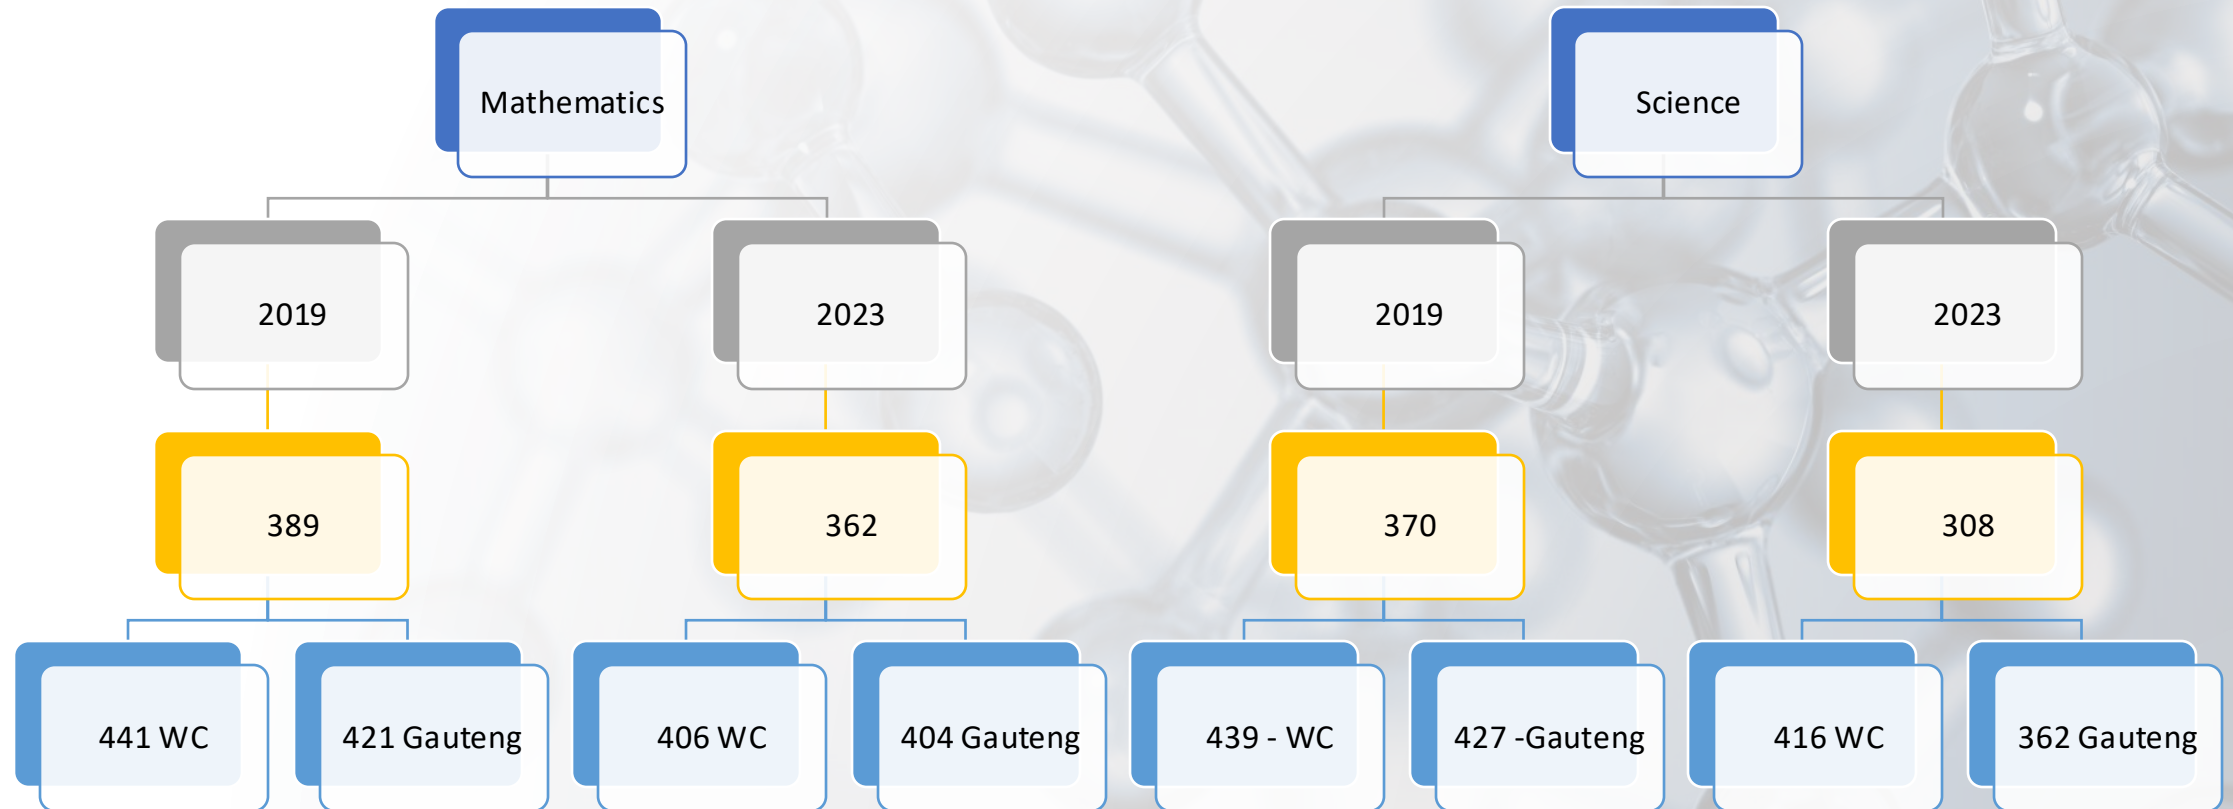 Mathematics
Science
2019
2023
2019
2023
389
362
370
308
441 WC
421 Gauteng
406 WC
404 Gauteng
439 - WC
427 -Gauteng
416 WC
362 Gauteng